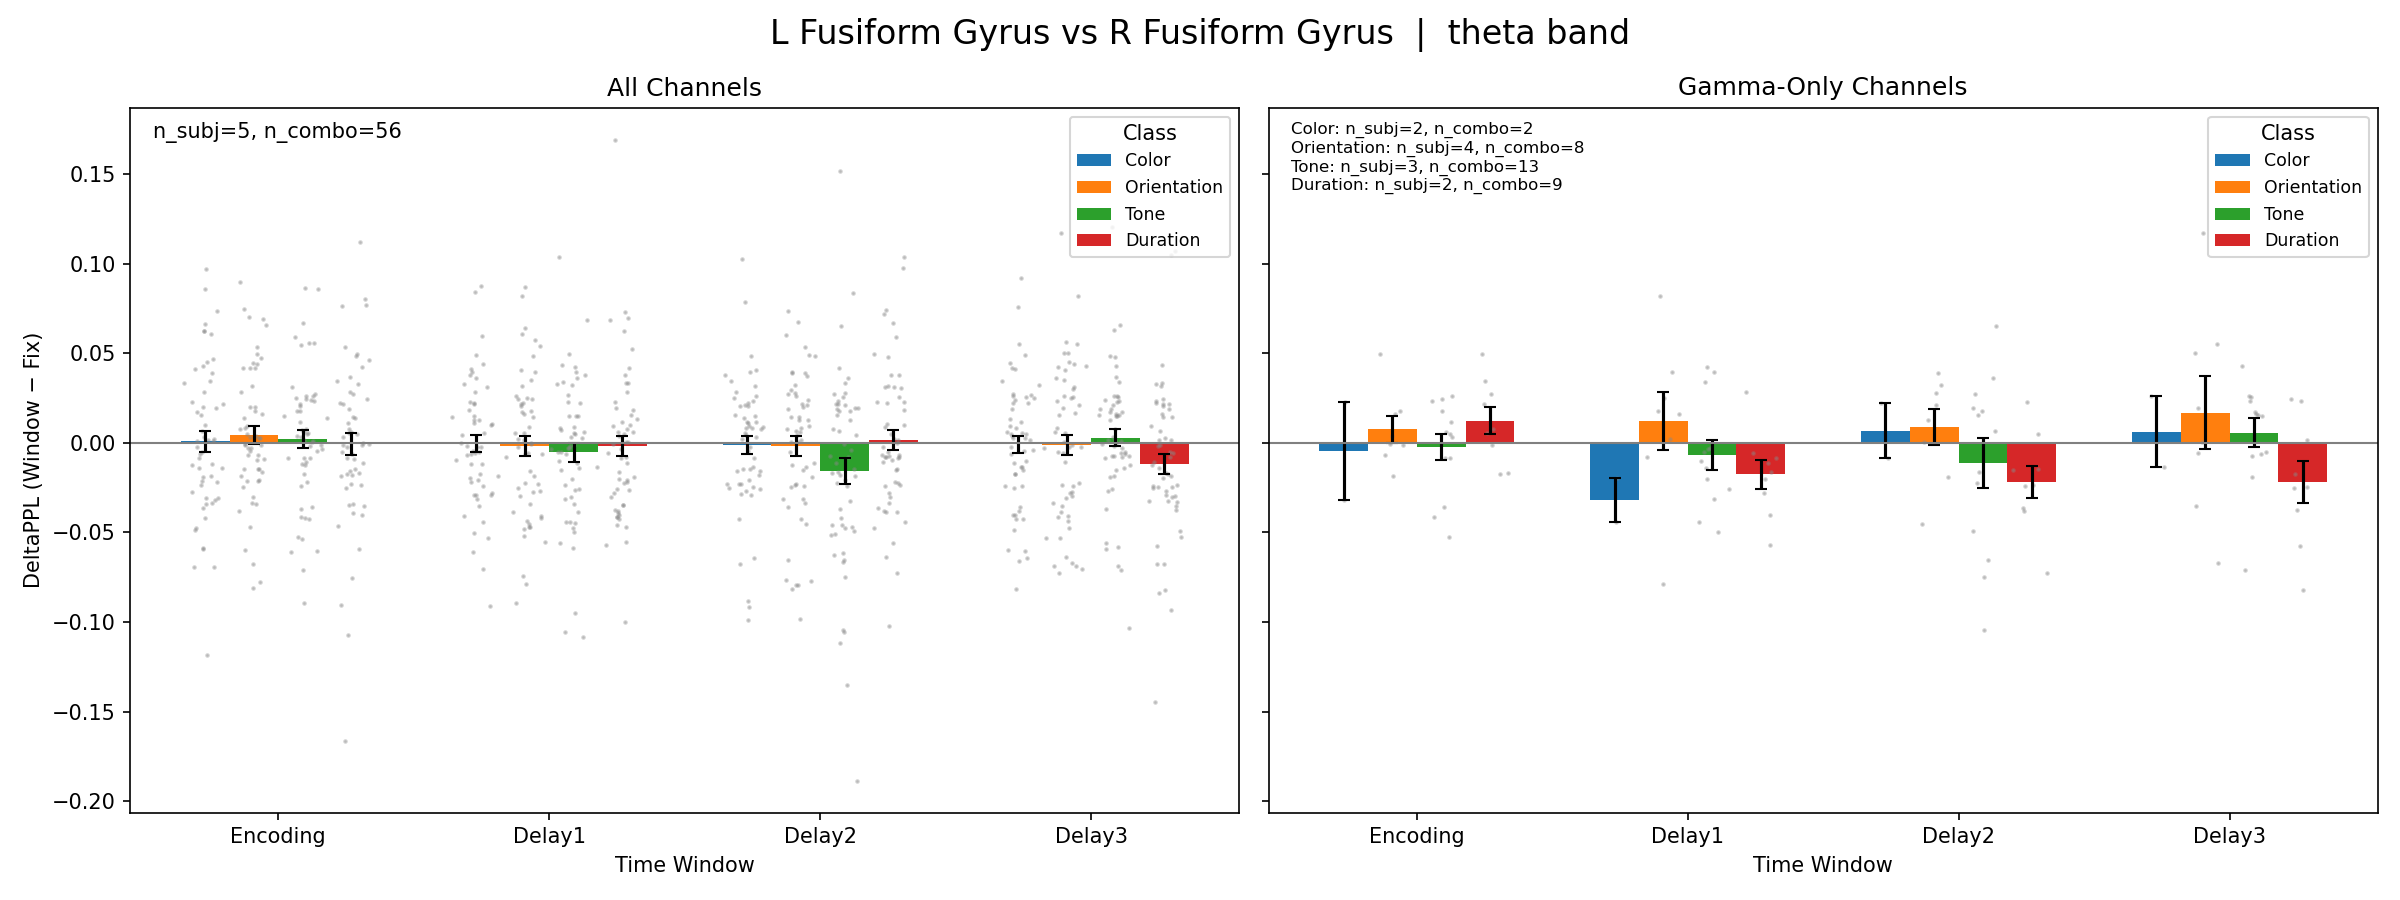 L Fusiform Gyrus vs R Fusiform Gyrus | theta band
All Channels
n_subj=5, n_combo=56
Class
Color
Orientation
Tone
Duration
DeltaPPL (Window − Fix)
0.15
0.10
0.05
0.00
−0.05
−0.10
−0.15
−0.20
Encoding
Delay1
Delay2
Delay3
Time Window
Gamma-Only Channels
Color: n_subj=2, n_combo=2
Orientation: n_subj=4, n_combo=8
Tone: n_subj=3, n_combo=13
Duration: n_subj=2, n_combo=9
Class
Color
Orientation
Tone
Duration
Encoding
Delay1
Delay2
Delay3
Time Window